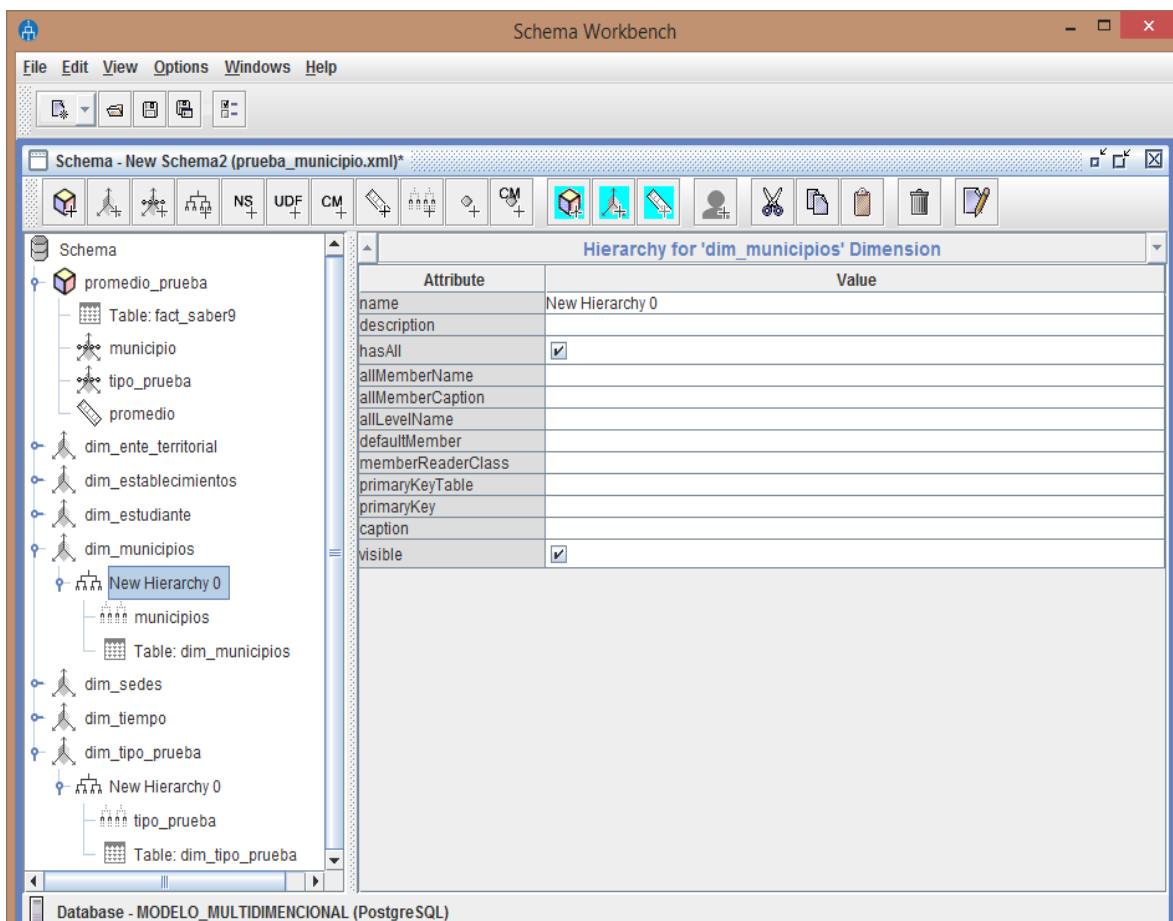 Schema Workbench
File Edit View Options Windows Help
Schema - New Schema2 (prueba_municipio.xml)*
NS UDF CM CM
Schema
promedio_prueba
Table: fact_saber9
municipio
tipo_prueba
promedio
dim_ente_territorial
dim_establecimientos
dim_estudiante
dim_municipios
New Hierarchy 0
municipios
Table: dim_municipios
dim_sedes
dim_tiempo
dim_tipo_prueba
New Hierarchy 0
tipo_prueba
Table: dim_tipo_prueba
Hierarchy for 'dim_municipios' Dimension
Attribute Value
name New Hierarchy 0
description
hasAll
allMemberName
allMemberCaption
allLevelName
defaultMember
memberReaderClass
primaryKeyTable
primaryKey
caption
visible
Database - MODELO_MULTIDIMENCIONAL (PostgreSQL)